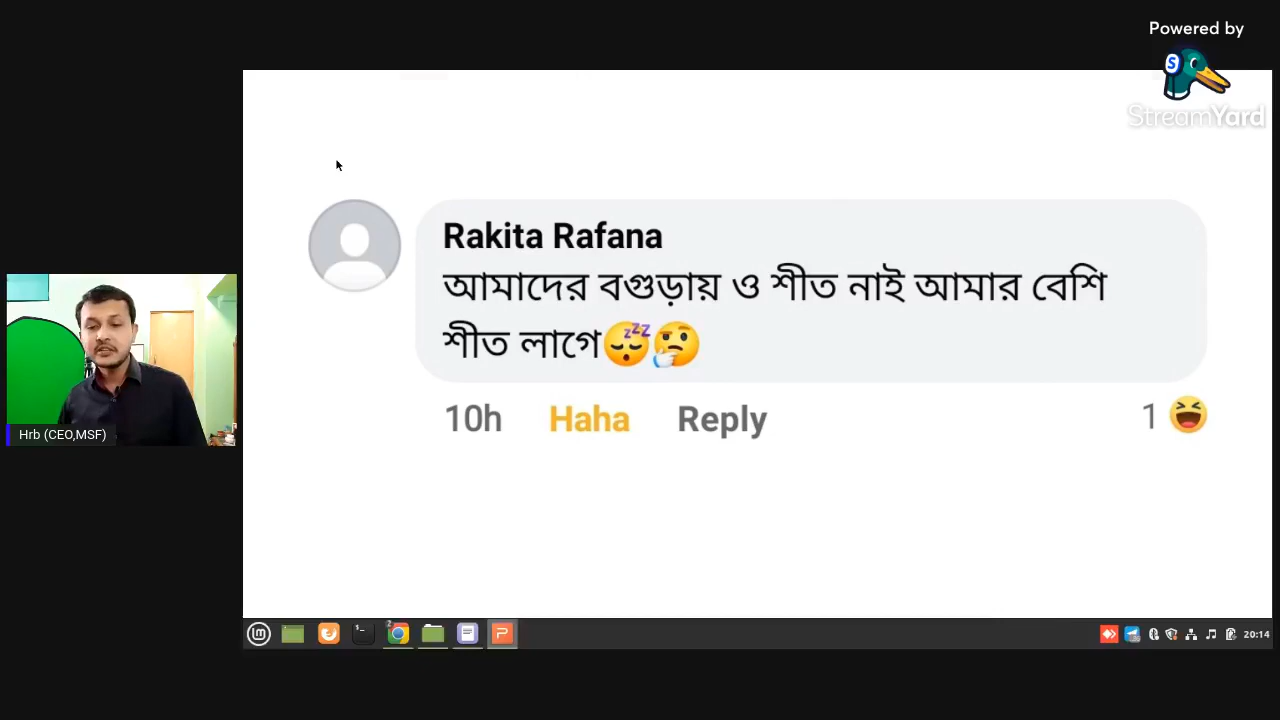 Powered by
StreamYard
Rakita Rafana
আমাদের বগুড়ায় ও শীত নাই আমার বেশি
শীত লাগে😴🤔
10h Haha Reply 1 😆
Hrb (CEO,MSF)
20:14